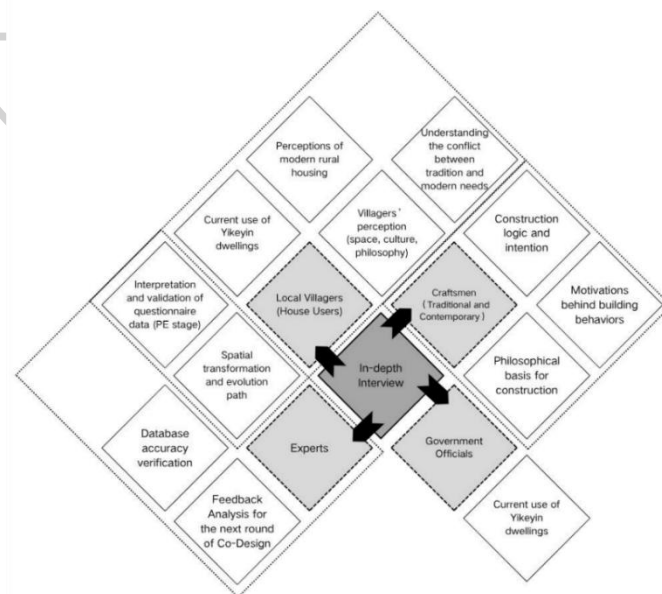 Perceptions of
modern rural
housing
Understanding
the conflict
between
tradition and
modern needs
Current use of
Yikeyin
dwellings
Villagers'
perception
(space, culture,
philosophy)
Construction
logic and
intention
Interpretation
and validation of
questionnaire
data (PE stage)
Local Villagers
(House Users)
Craftsmen
(Traditional and
Contemporary)
Motivations
behind building
behaviors
Spatial
transformation
and evolution
path
In-depth
Interview
Philosophical
basis for
construction
Database
accuracy
verification
Experts
Government
Officials
Feedback
Analysis for
the next round
of Co-Design
Current use of
Yikeyin
dwellings